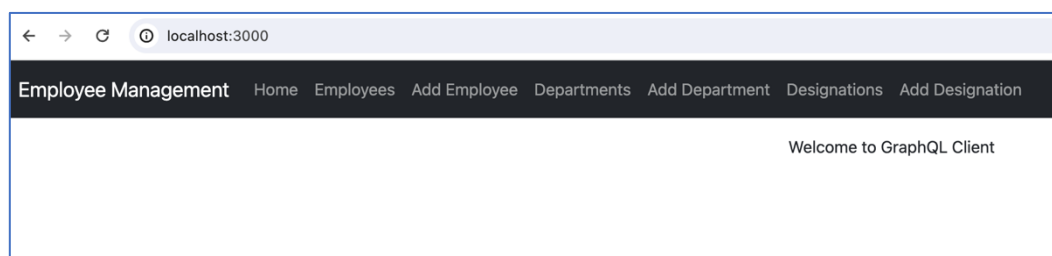 localhost:3000
Employee Management Home Employees Add Employee Departments Add Department Designations Add Designation
Welcome to GraphQL Client